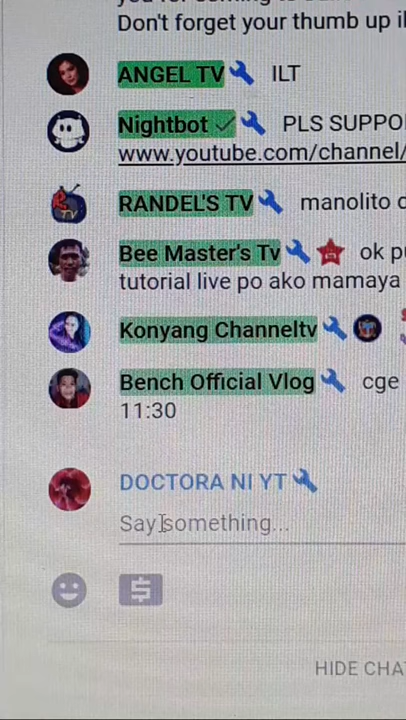 Don't forget your thumb up i
ANGEL TV ILT
Nightbot PLS SUPPO
www.youtube.com/channel/
RANDEL'S TV manolito
Bee Master's Tv ok
tutorial live po ako mamaya
Konyang Channeltv
Bench Official Vlog cge
11:30
DOCTORA NI YT
Say something...
HIDE CHA